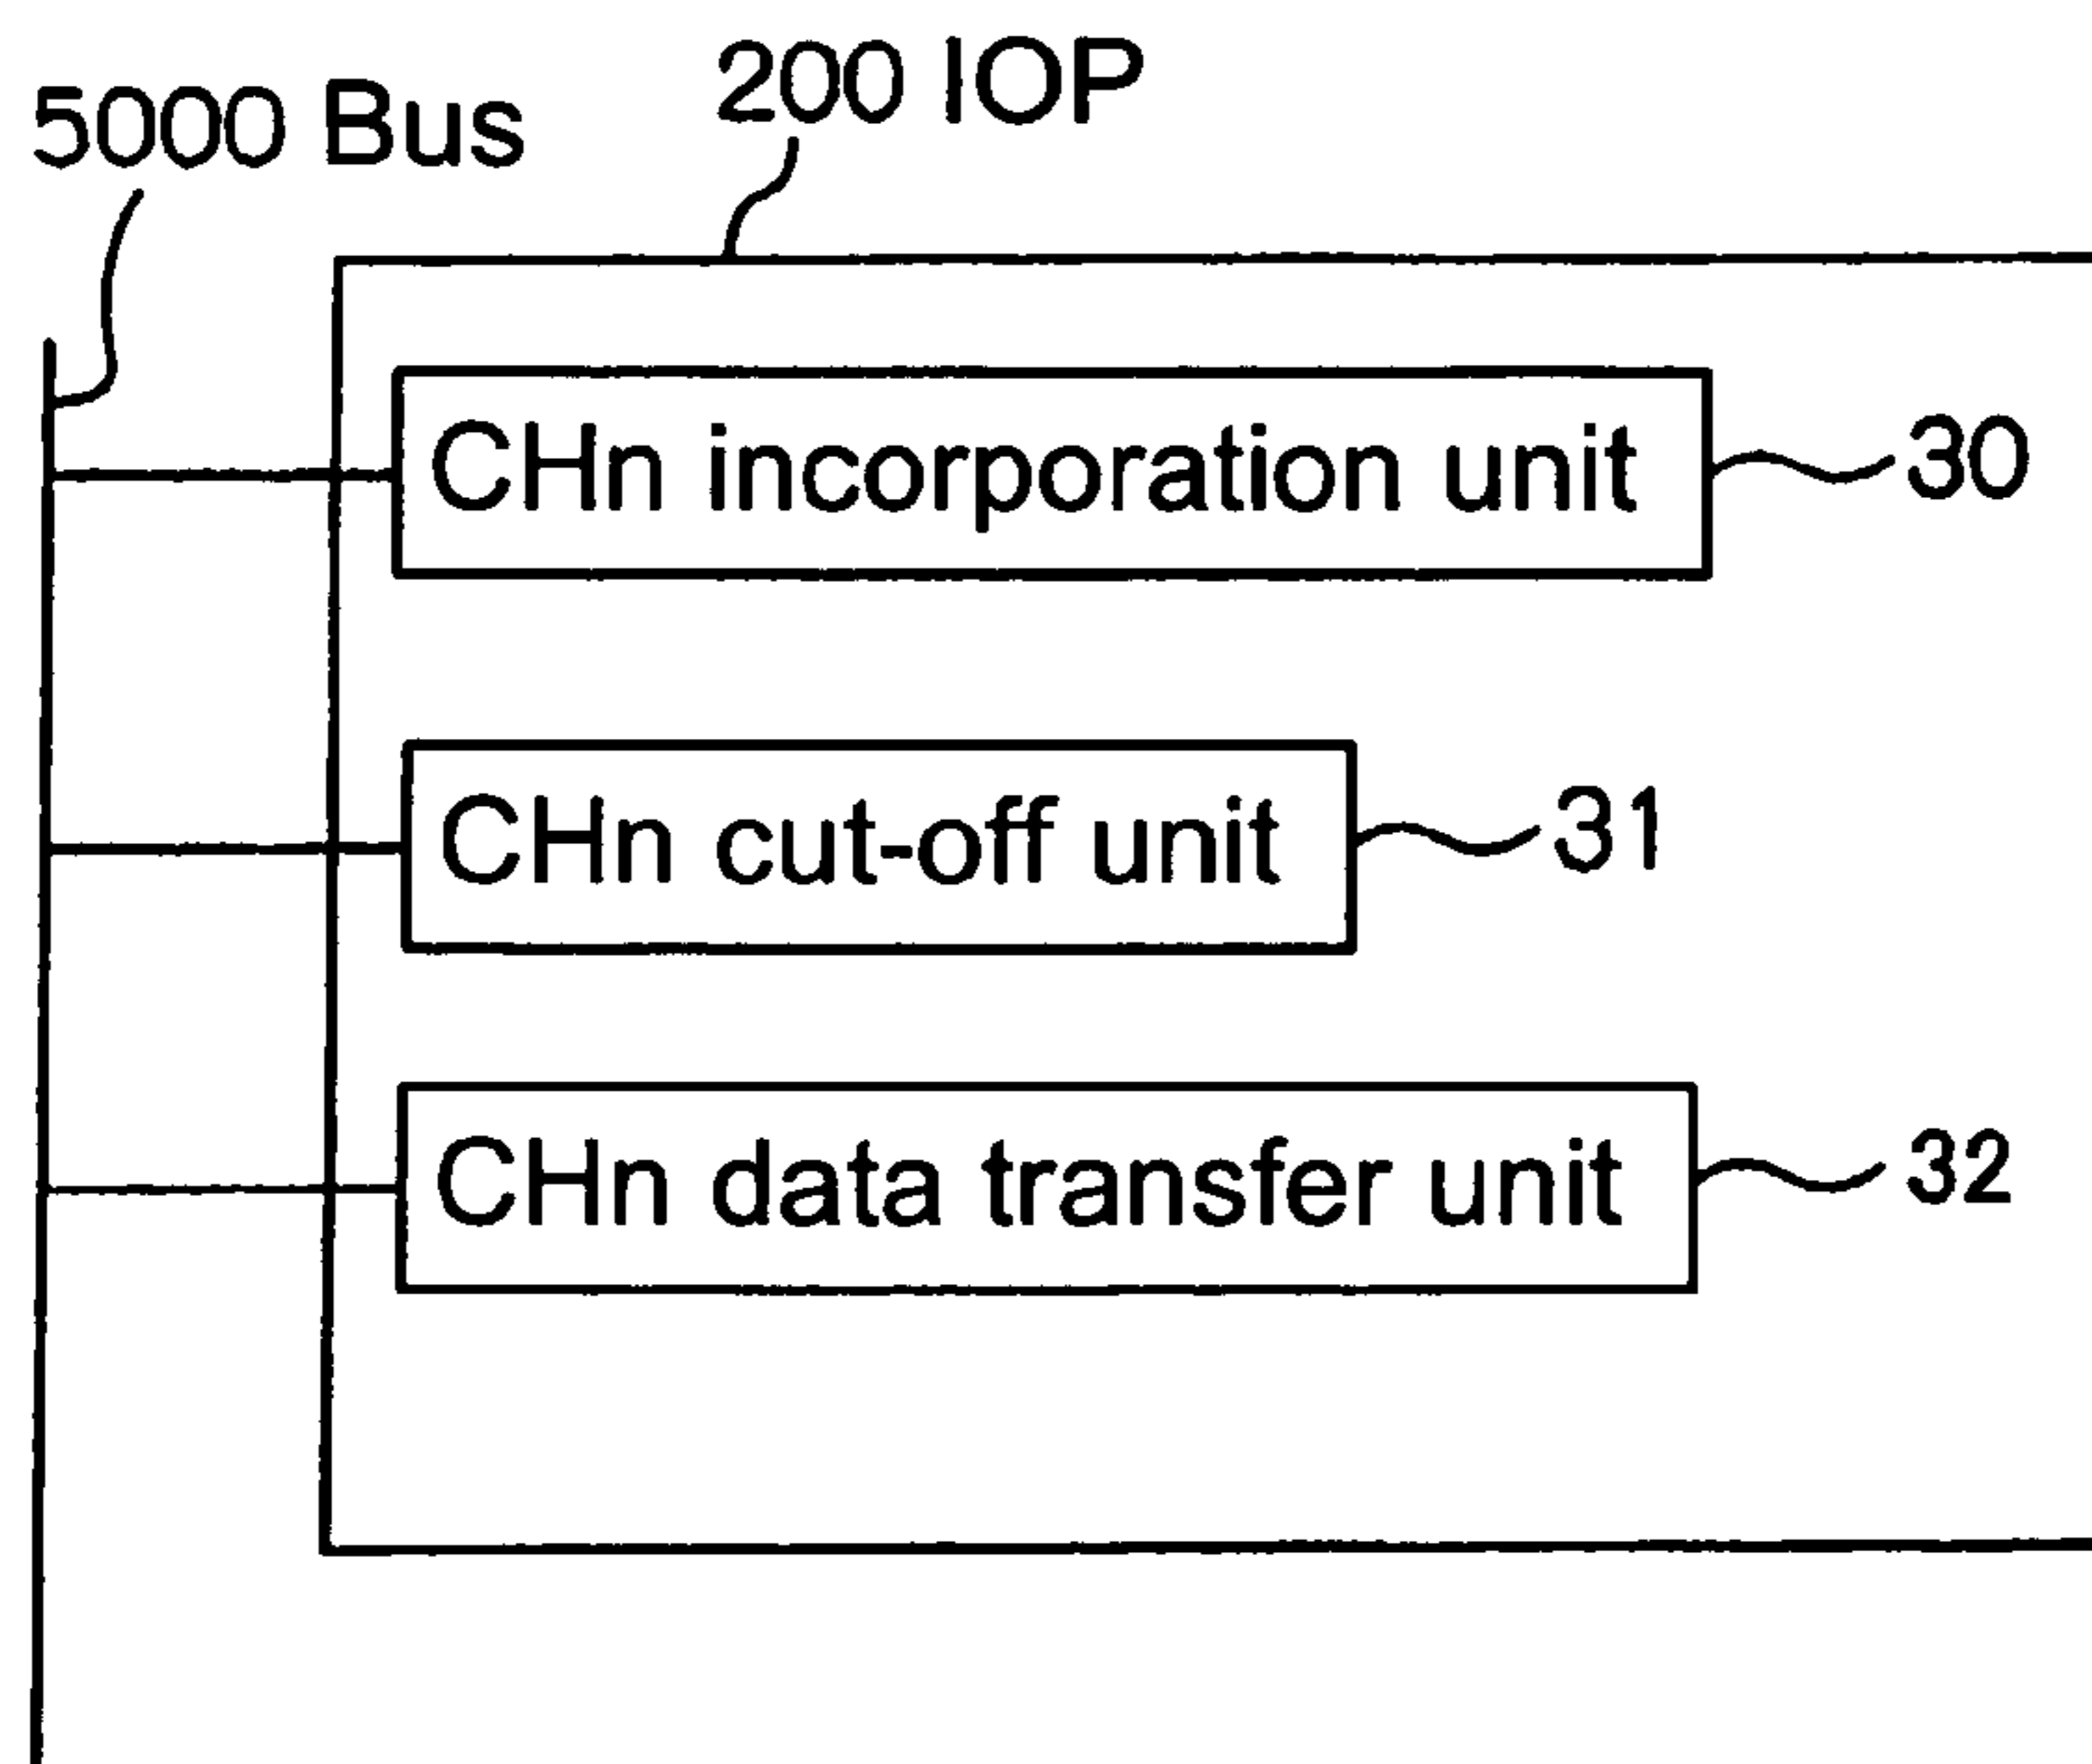 200 IOP
5000 Bus
CHn incorporation unit 30
CHn cut-off unit 31
CHn data transfer unit 32